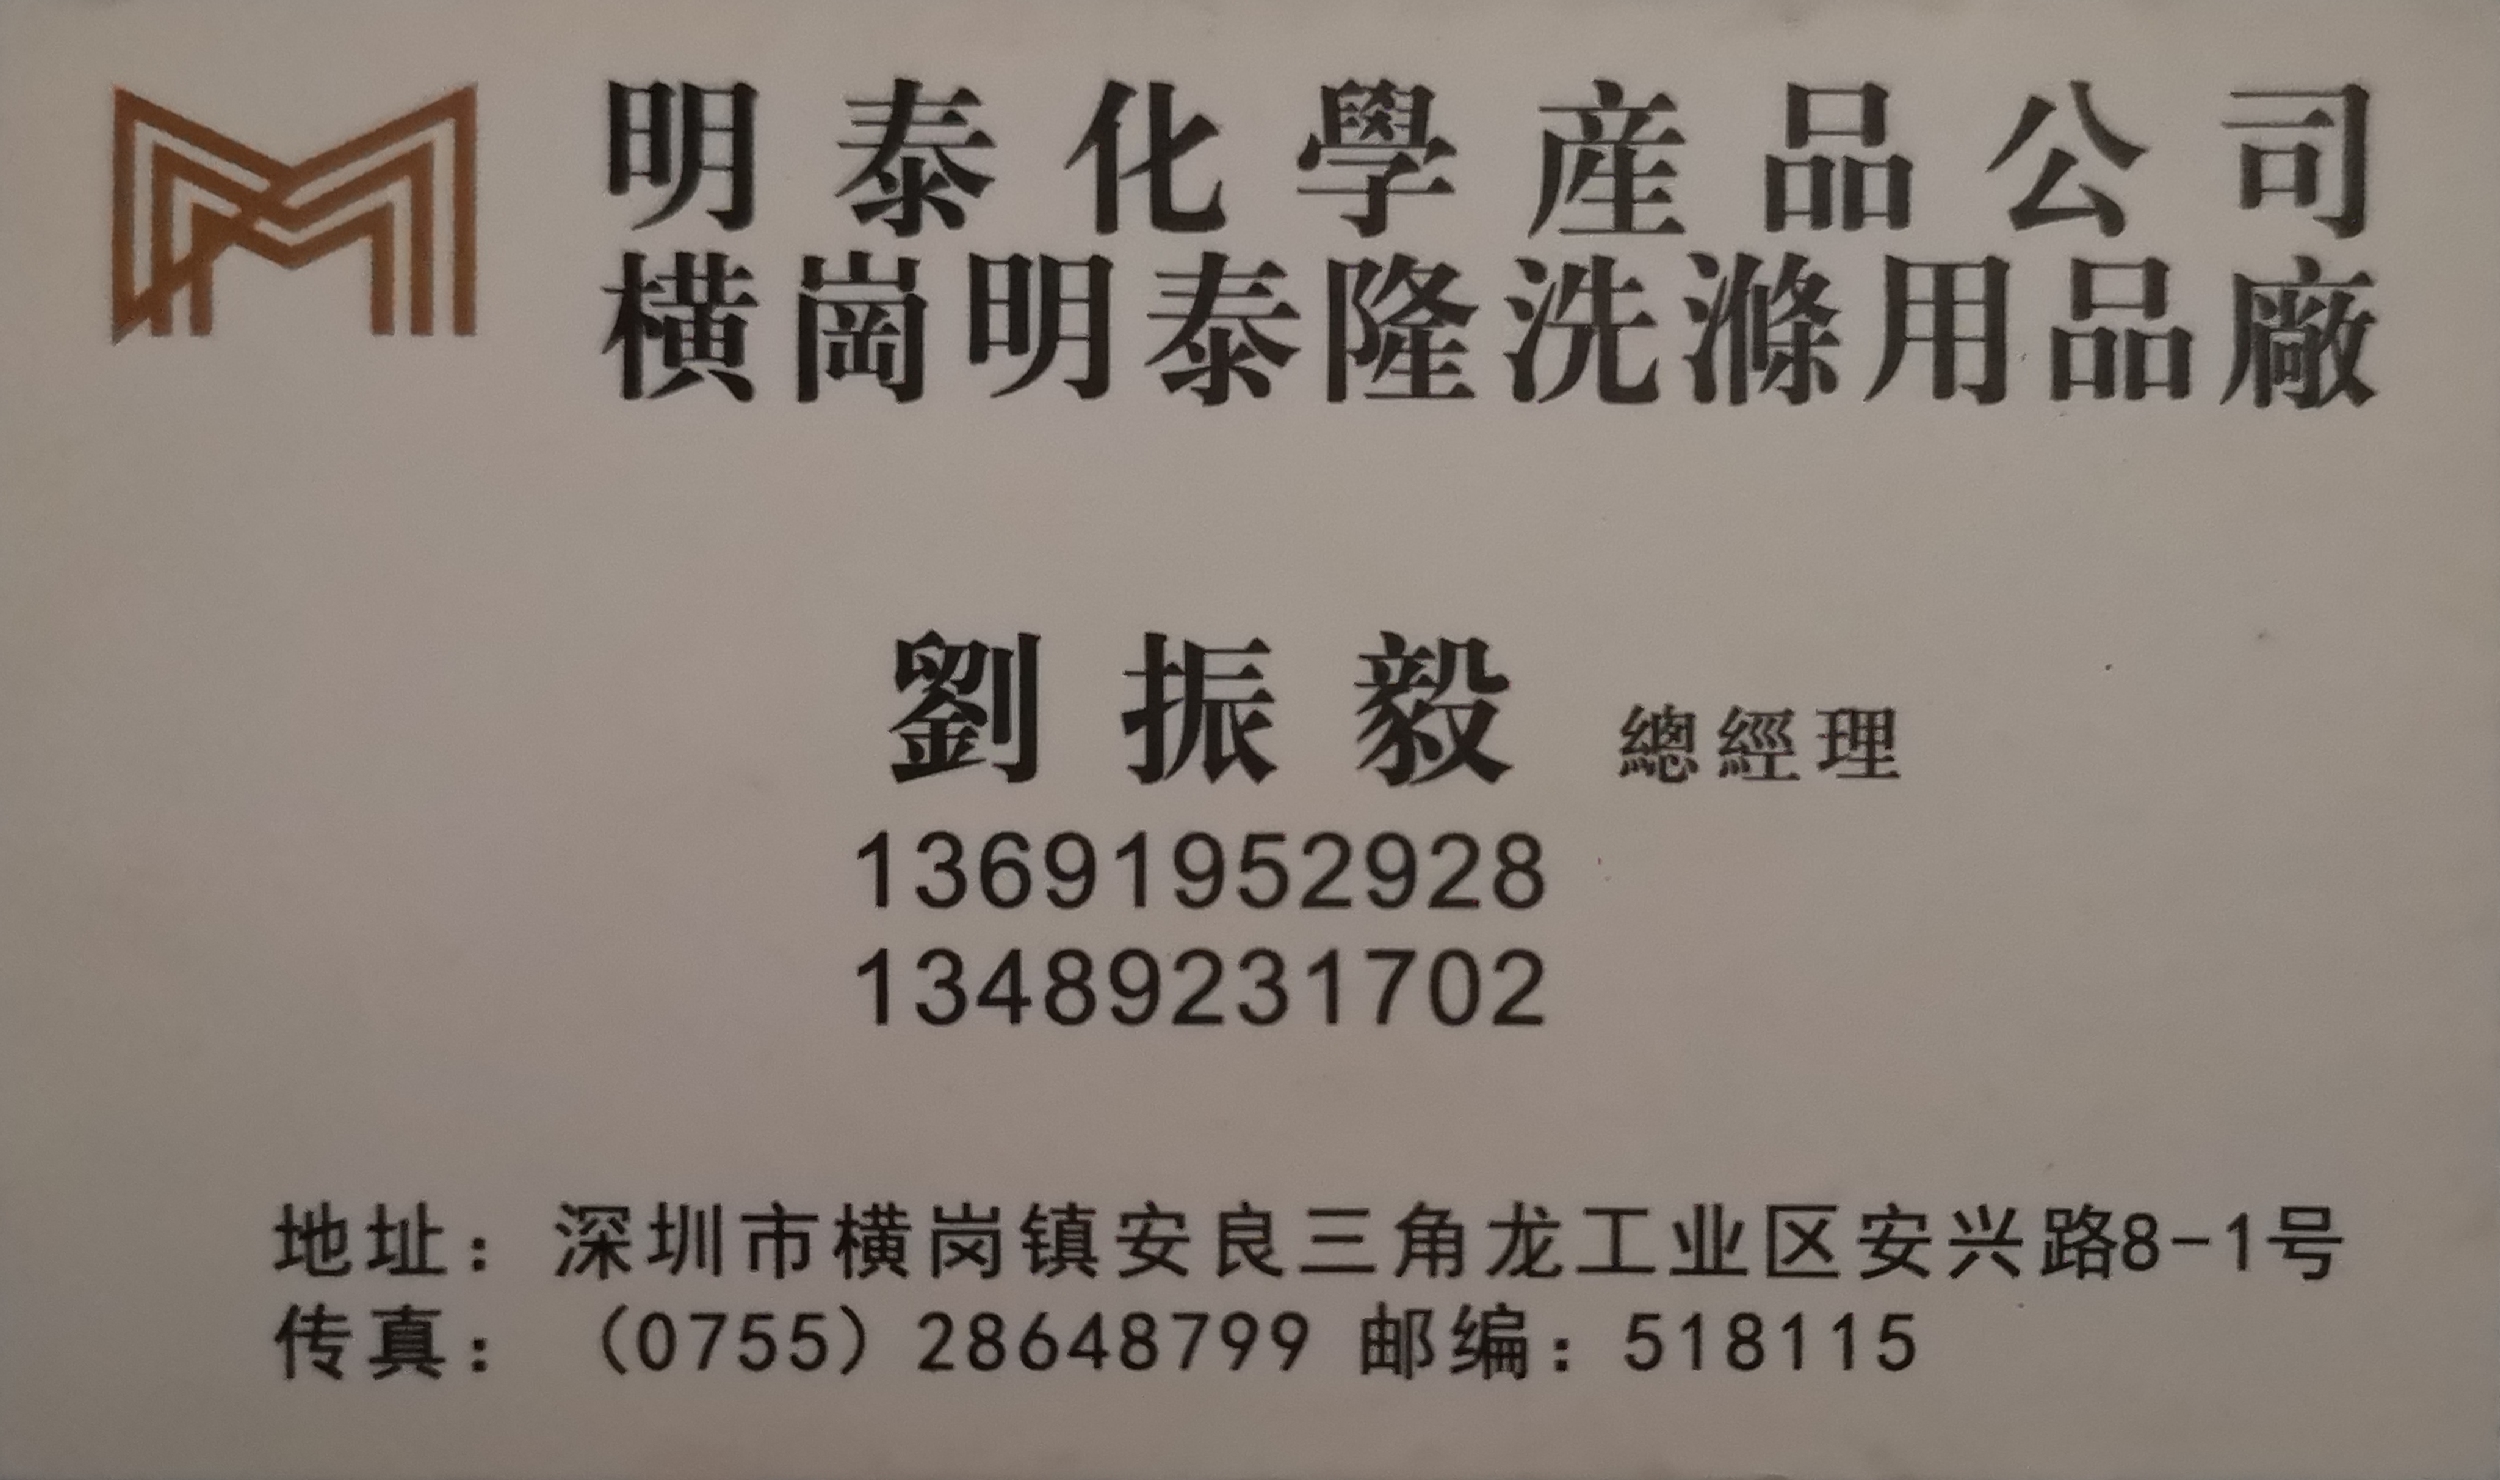 明泰化學産品公司
横崗明泰隆洗滌用品廠
劉振毅 總經理
13691952928
13489231702
地址：深圳市横岗镇安良三角龙工业区安兴路8-1号
传真：（0755）28648799 邮编：518115